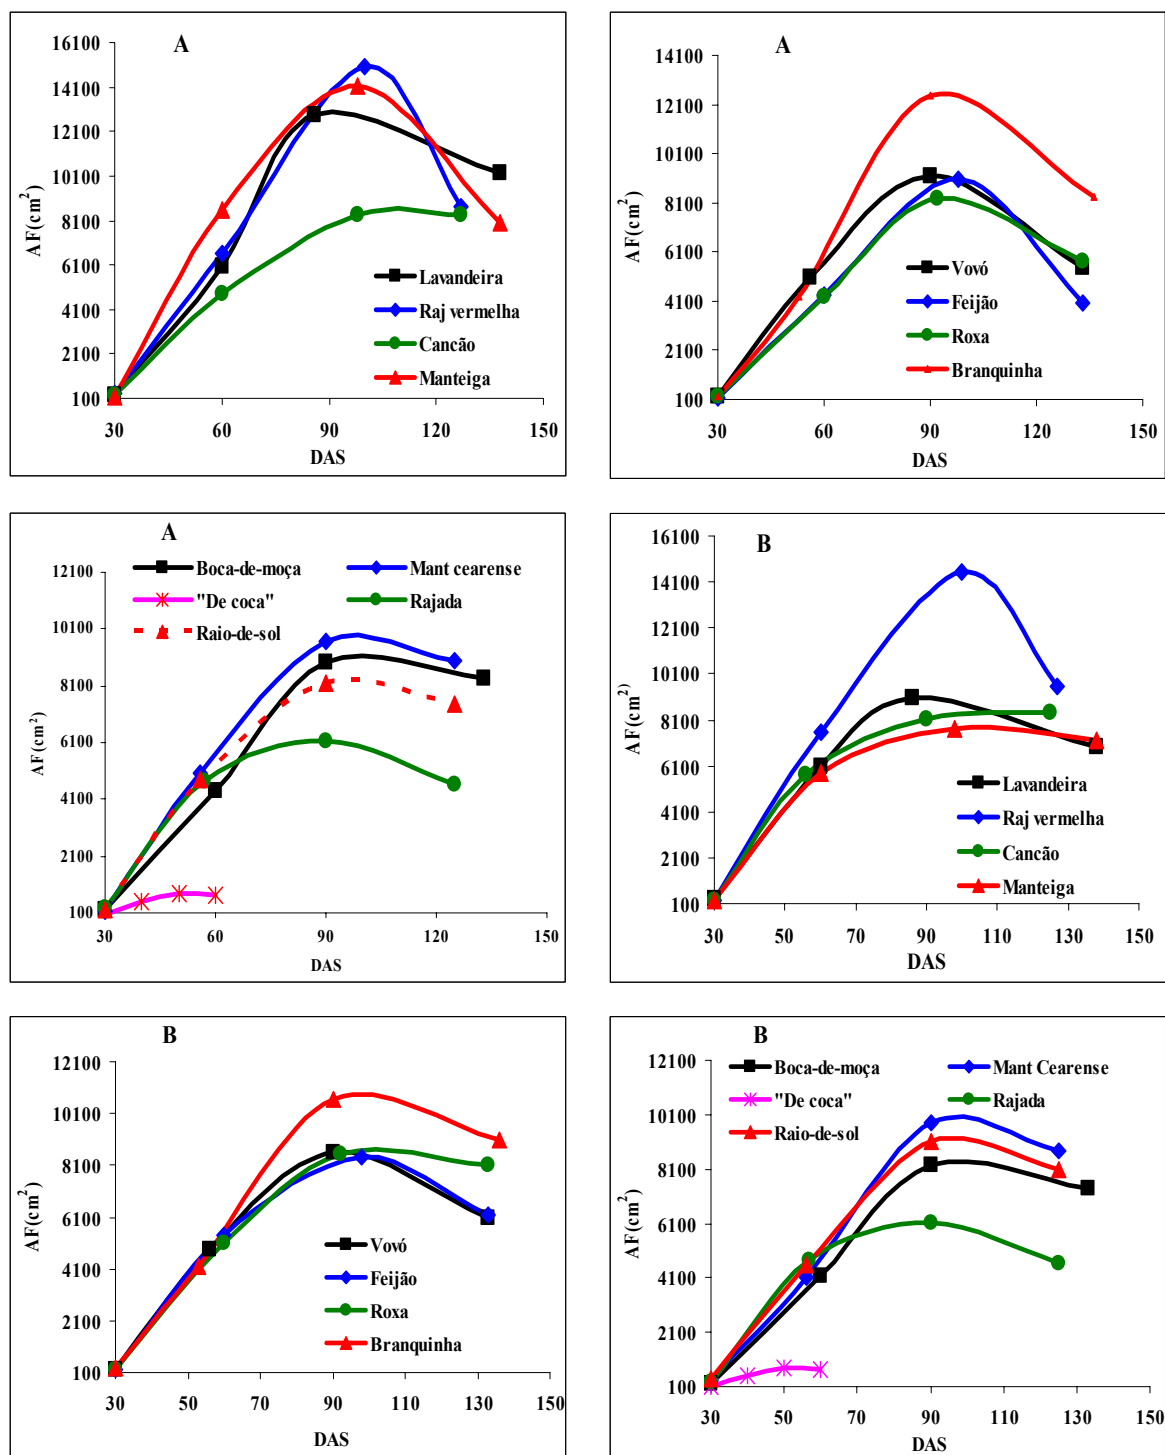 A
16100
14100
12100
10100
8100
6100
4100
2100
100
AF(cm²)
30 60 90 120 150
DAS
Lavandeira
Raj vermelha
Cancão
Manteiga
A
14100
12100
10100
8100
6100
4100
2100
100
AF(cm²)
30 60 90 120 150
DAS
Vovó
Feijão
Roxa
Branquinha
A
Boca-de-moça Mant cearense
"De coca" Rajada
Raio-de-sol
12100
10100
8100
6100
4100
2100
100
AF(cm²)
30 60 90 120 150
DAS
B
16100
14100
12100
10100
8100
6100
4100
2100
100
AF(cm²)
30 50 70 90 110 130 150
DAS
Lavandeira
Raj vermelha
Cancão
Manteiga
B
12100
10100
8100
6100
4100
2100
100
AF(cm²)
30 50 70 90 110 130 150
DAS
Vovó
Feijão
Roxa
Branquinha
B
Boca-de-moça Mant Cearense
"De coca" Rajada
Raio-de-sol
12100
10100
8100
6100
4100
2100
100
AF(cm²)
30 50 70 90 110 130 150
DAS